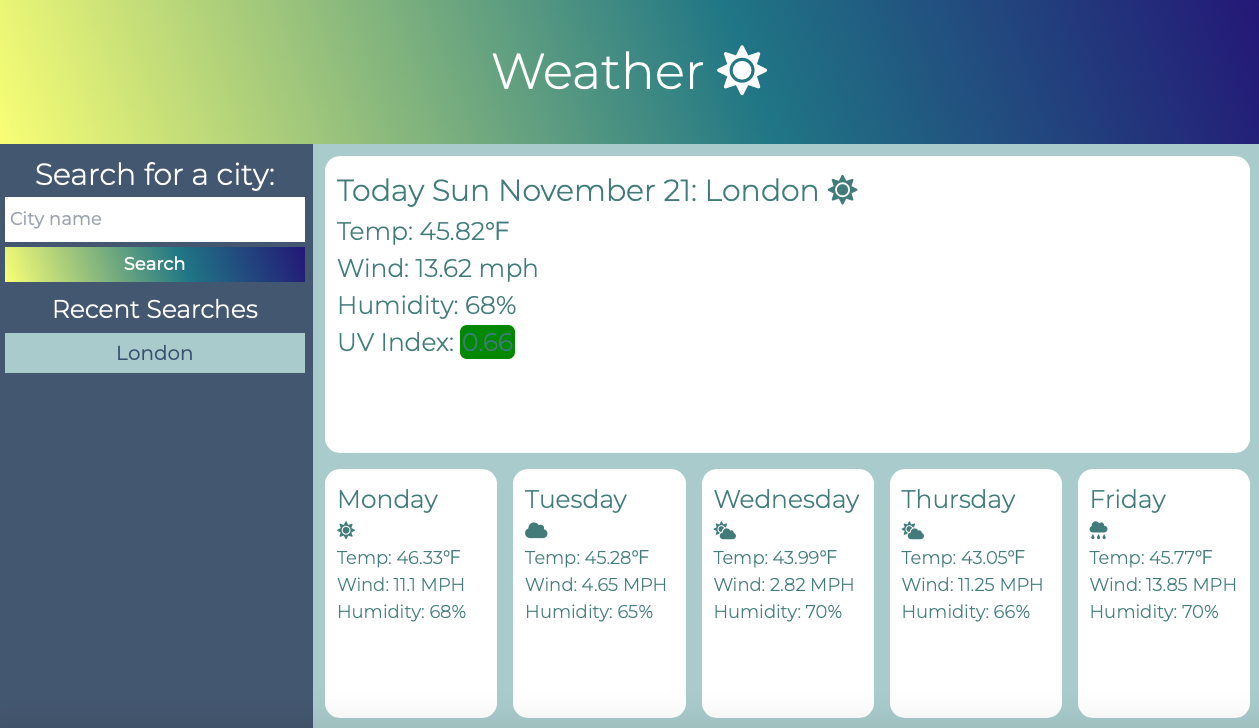 Weather
Search for a city:
City name
Search
Recent Searches
London
Today Sun November 21: London
Temp: 45.82°F
Wind: 13.62 mph
Humidity: 68%
UV Index: 0.66
Monday
Temp: 46.33°F
Wind: 11.1 MPH
Humidity: 68%
Tuesday
Temp: 45.28°F
Wind: 4.65 MPH
Humidity: 65%
Wednesday
Temp: 43.99°F
Wind: 2.82 MPH
Humidity: 70%
Thursday
Temp: 43.05°F
Wind: 11.25 MPH
Humidity: 66%
Friday
Temp: 45.77°F
Wind: 13.85 MPH
Humidity: 70%